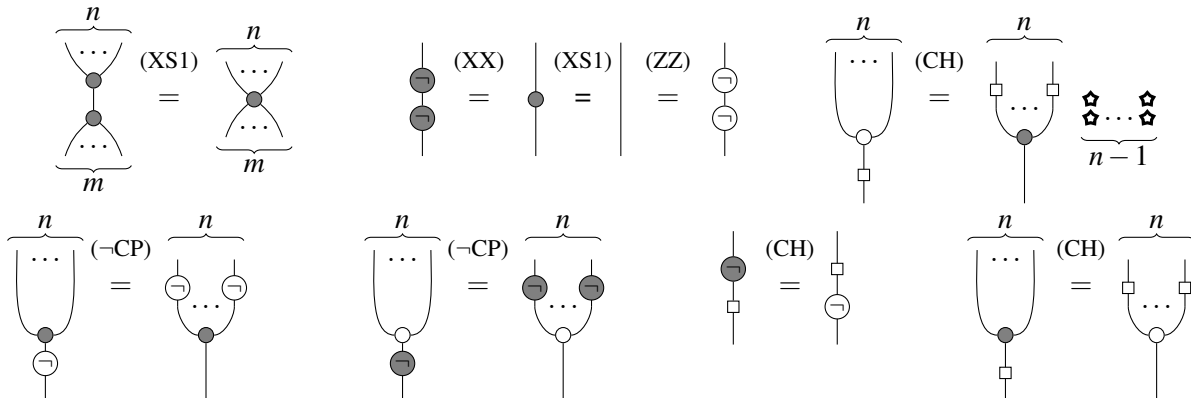 n n n n
(XS1) (XX) (XS1) (ZZ) (CH)
··· ··· ··· ···
= ¬ = = = ¬ =
··· ··· ¬ ¬ ··· ···
m m n − 1
n n n n n n
(¬CP) (¬CP) (CH) (CH)
··· ··· ···
= ¬ ¬ = ¬ ¬ ¬ = =
··· ··· ¬ ···
¬ ¬